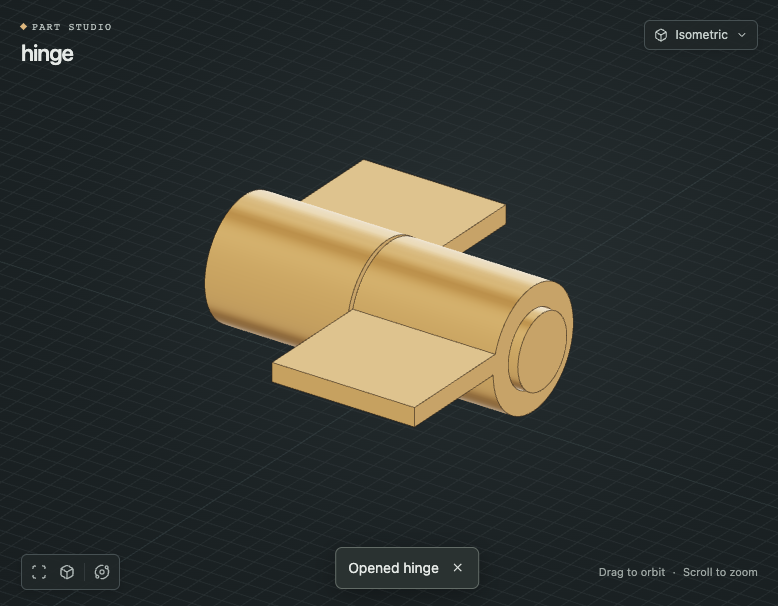 PART STUDIO
hinge
Isometric
Opened hinge
Drag to orbit · Scroll to zoom